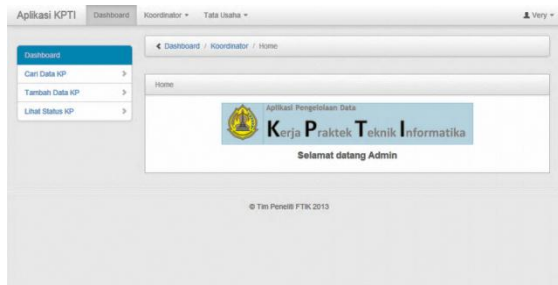 Aplikasi KPTI Dashboard Koordinator Tata Usaha Very
Dashboard
Cari Data KP
Tambah Data KP
Lihat Status KP
Dashboard / Koordinator / Home
Home
Aplikasi Pengelolaan Data
Kerja Praktek Teknik Informatika
Selamat datang Admin
© Tim Peneliti FTIK 2013